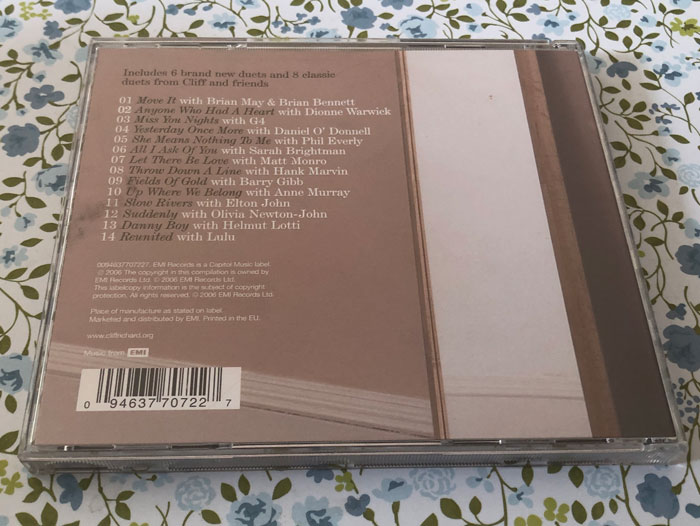 Includes 6 brand new duets and 8 classic
duets from Cliff and friends
01 Move It with Brian May & Brian Bennett
02 Anyone Who Had A Heart with Dionne Warwick
03 Miss You Nights with G4
04 Yesterday Once More with Daniel O' Donnell
05 She Means Nothing To Me with Phil Everly
06 All I Ask Of You with Sarah Brightman
07 Let There Be Love with Matt Monro
08 Throw Down A Line with Hank Marvin
09 Fields Of Gold with Barry Gibb
10 Up Where We Belong with Anne Murray
11 Slow Rivers with Elton John
12 Suddenly with Olivia Newton-John
13 Danny Boy with Helmut Lotti
14 Reunited with Lulu
0094637707227. EMI Records is a Capitol Music label.
℗ 2006 The copyright in this compilation is owned by
EMI Records Ltd. © 2006 EMI Records Ltd.
This labelcopy information is the subject of copyright
protection. All rights reserved. © 2006 EMI Records Ltd.
Place of manufacture as stated on label.
Marketed and distributed by EMI. Printed in the EU.
www.cliffrichard.org
Music from EMI
0 94637 70722 7